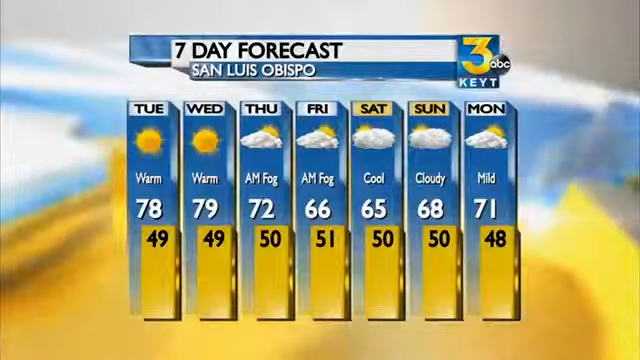 7 DAY FORECAST
SAN LUIS OBISPO
3 abc
KEYT
TUE WED THU FRI SAT SUN MON
Warm Warm AM Fog AM Fog Cool Cloudy Mild
78 79 72 66 65 68 71
49 49 50 51 50 50 48